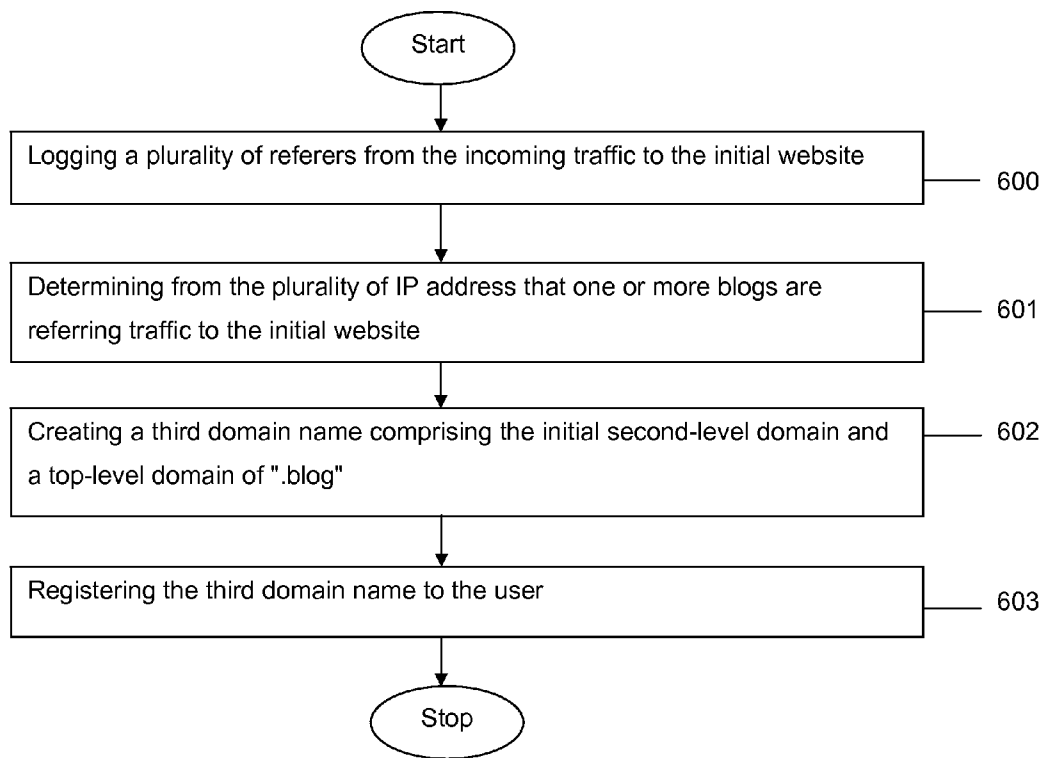 Start
Logging a plurality of referers from the incoming traffic to the initial website
600
Determining from the plurality of IP address that one or more blogs are
referring traffic to the initial website
601
Creating a third domain name comprising the initial second-level domain and
a top-level domain of ".blog"
602
Registering the third domain name to the user
603
Stop